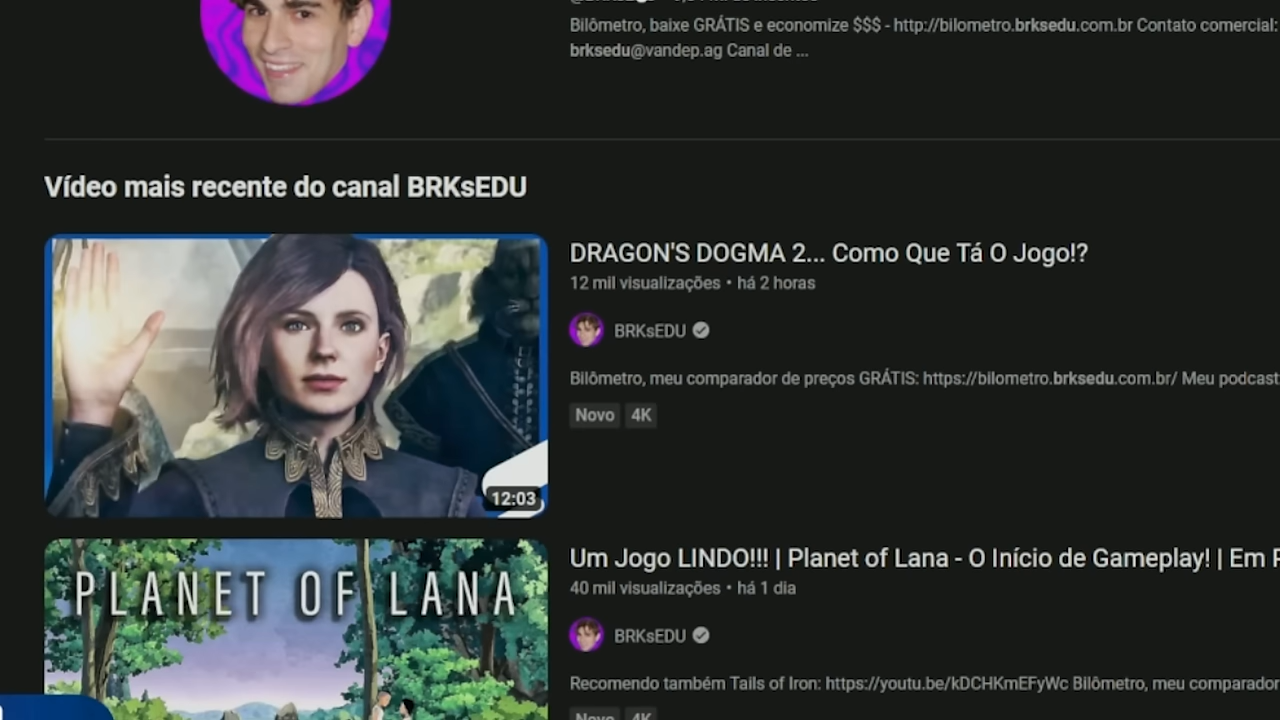 Bilômetro, baixe GRÁTIS e economize $$$ - http://bilometro.brksedu.com.br Contato comercial:
brksedu@vandep.ag Canal de ...
Vídeo mais recente do canal BRKsEDU
DRAGON'S DOGMA 2... Como Que Tá O Jogo!?
12 mil visualizações • há 2 horas
BRKsEDU
Bilômetro, meu comparador de preços GRÁTIS: https://bilometro.brksedu.com.br/ Meu podcast
Novo 4K
12:03
PLANET OF LANA
Um Jogo LINDO!!! | Planet of Lana - O Início de Gameplay! | Em
40 mil visualizações • há 1 dia
BRKsEDU
Recomendo também Tails of Iron: https://youtu.be/kDCHKmEFyWc Bilômetro, meu comparador
Novo 4K